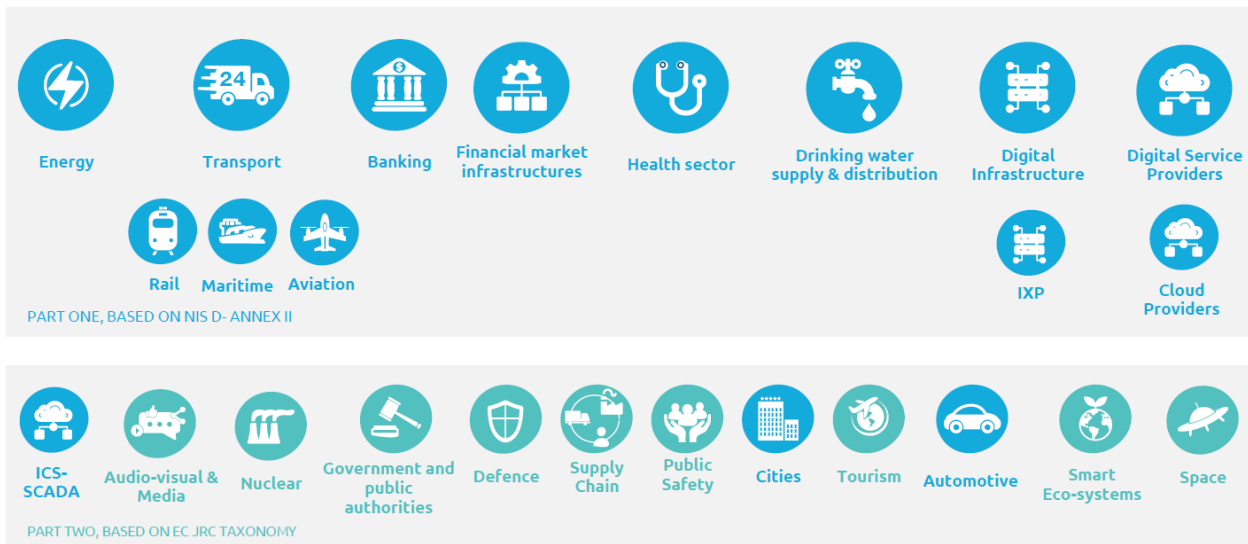 24
$
Energy
Transport
Banking
Financial market
infrastructures
Health sector
Drinking water
supply & distribution
Digital
Infrastructure
Digital Service
Providers
Rail
Maritime
Aviation
IXP
Cloud
Providers
PART ONE, BASED ON NIS D- ANNEX II
ICS-
SCADA
Audio-visual &
Media
Nuclear
Government and
public
authorities
Defence
Supply
Chain
Public
Safety
Cities
Tourism
Automotive
Smart
Eco-systems
Space
PART TWO, BASED ON EC JRC TAXONOMY